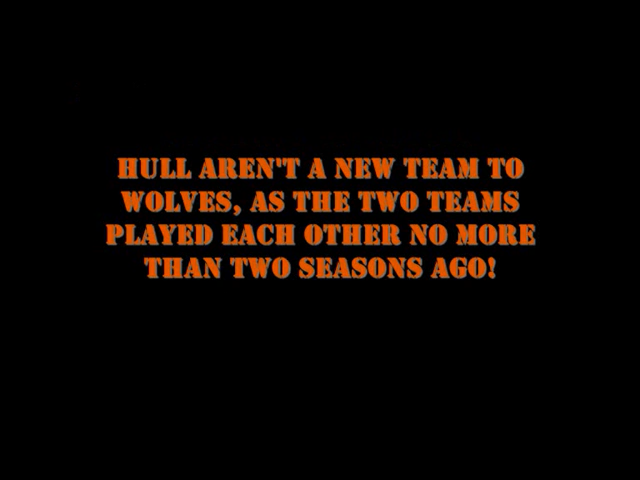 HULL AREN'T A NEW TEAM TO
WOLVES, AS THE TWO TEAMS
PLAYED EACH OTHER NO MORE
THAN TWO SEASONS AGO!